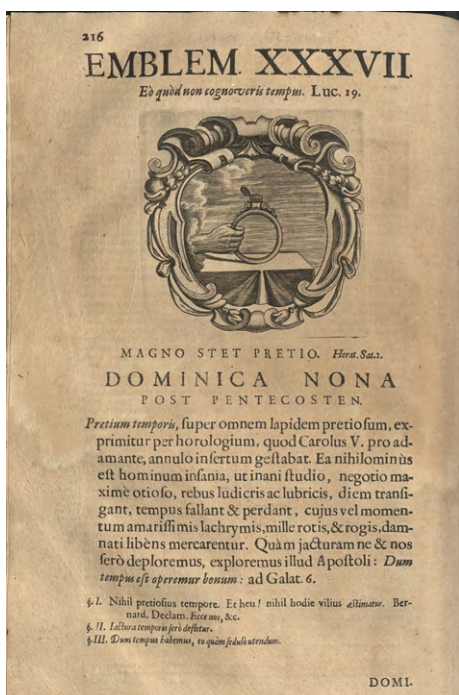 216
EMBLEM. XXXVII.
Eò quòd non cognoveris tempus. Luc. 19.
MAGNO STET PRETIO. Horat. Sat. 2.
DOMINICA NONA
POST PENTECOSTEN.
Pretium temporis, ſuper omnem lapidem pretioſum, ex-
primitur per horologium, quod Carolus V. pro ad-
amante, annulo inſertum geſtabat. Ea nihilominùs
eſt hominum inſania, ut inani ſtudio, negotio ma-
ximè otioſo, rebus ludicris ac lubricis, diem tranſi-
gant, tempus fallant & perdant, cujus vel momen-
tum amariſſimis lachrymis, mille rotis, & rogis, dam-
nati libèns mercarentur. Quàm jacturam ne & nos
ſerò deploremus, exploremus illud Apoſtoli: Dum
tempus eſt operemur bonum: ad Galat. 6.
§. I. Nihil pretioſius tempore. Et heu! nihil hodie vilius æſtimatur. Ber-
nard. Declam. Ecce nos, &c.
§. II. Iactura temporis ſerò defletur.
§. III. Dum tempus habemus, eo quàm ſedulò utendum.
DOMI-